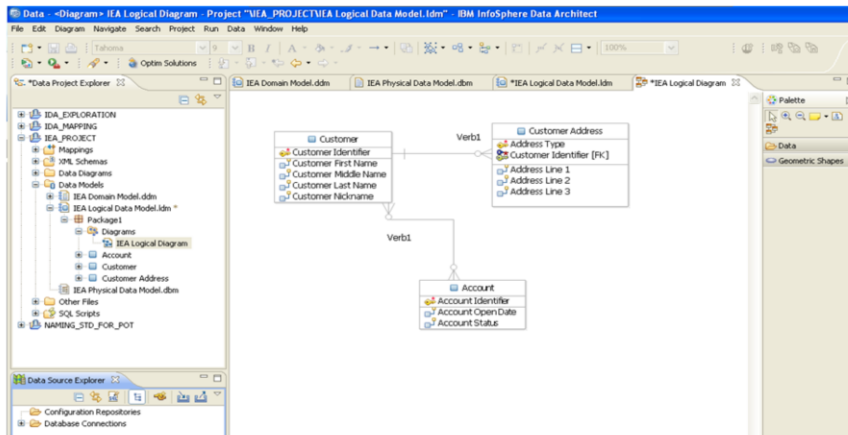 Data - <Diagram> IEA Logical Diagram - Project "\IEA_PROJECT\IEA Logical Data Model.ldm" - IBM InfoSphere Data Architect
File Edit Diagram Navigate Search Project Run Data Window Help
Tahoma 9 B I A 100%
Optim Solutions
*Data Project Explorer
IDA_EXPLORATION
IDA_MAPPING
IEA_PROJECT
Mappings
XML Schemas
Data Diagrams
Data Models
IEA Domain Model.ddm
IEA Logical Data Model.ldm *
Package1
Diagrams
IEA Logical Diagram
Account
Customer
Customer Address
IEA Physical Data Model.dbm
Other Files
SQL Scripts
NAMING_STD_FOR_POT
Data Source Explorer
Configuration Repositories
Database Connections
IEA Domain Model.ddm IEA Physical Data Model.dbm *IEA Logical Data Model.ldm *IEA Logical Diagram
Customer
Customer Identifier
Customer First Name
Customer Middle Name
Customer Last Name
Customer Nickname
Verb1
Customer Address
Address Type
Customer Identifier [FK]
Address Line 1
Address Line 2
Address Line 3
Verb1
Account
Account Identifier
Account Open Date
Account Status
Palette
Data
Geometric Shapes